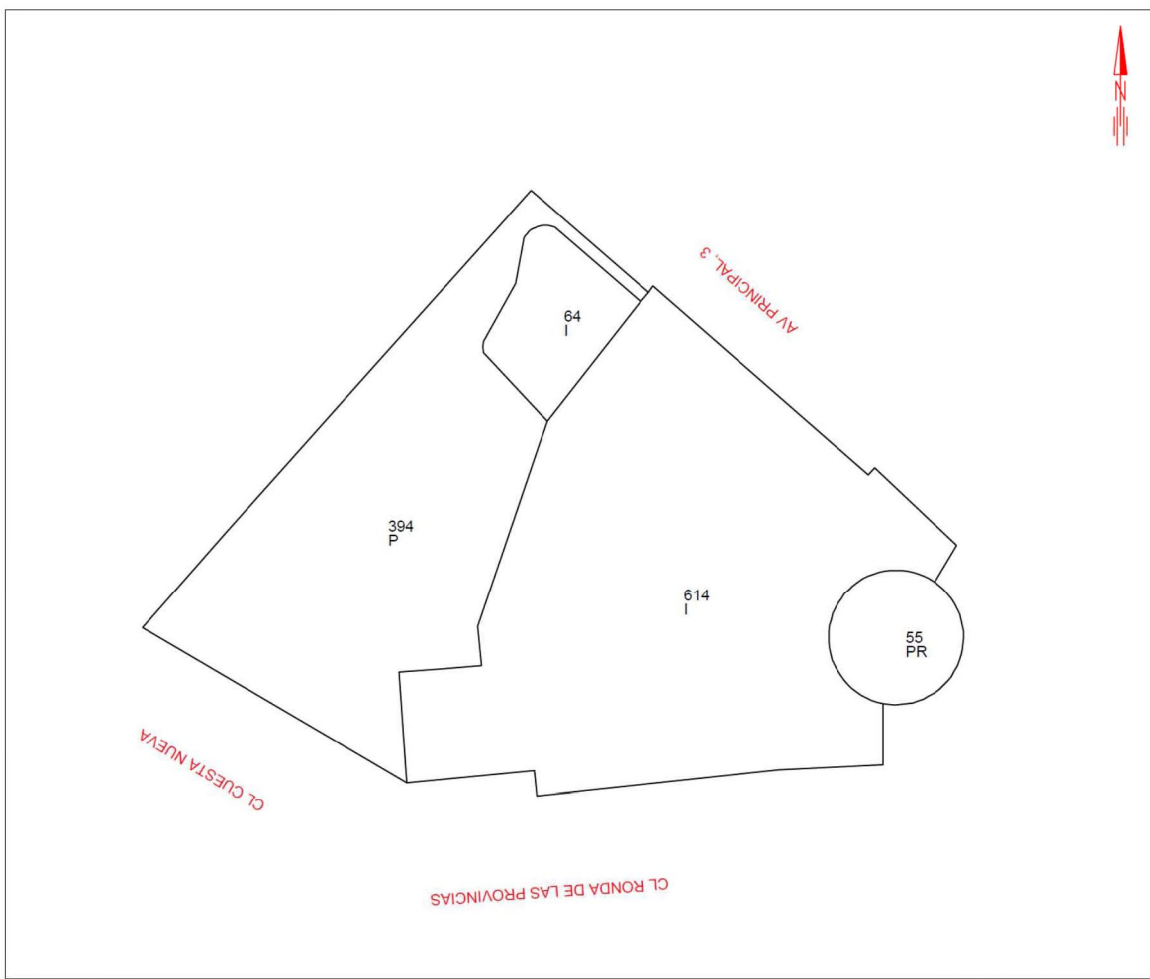 N
AV PRINCIPAL, 3
64
I
394
P
614
I
55
PR
CL CUESTA NUEVA
CL RONDA DE LAS PROVINCIAS